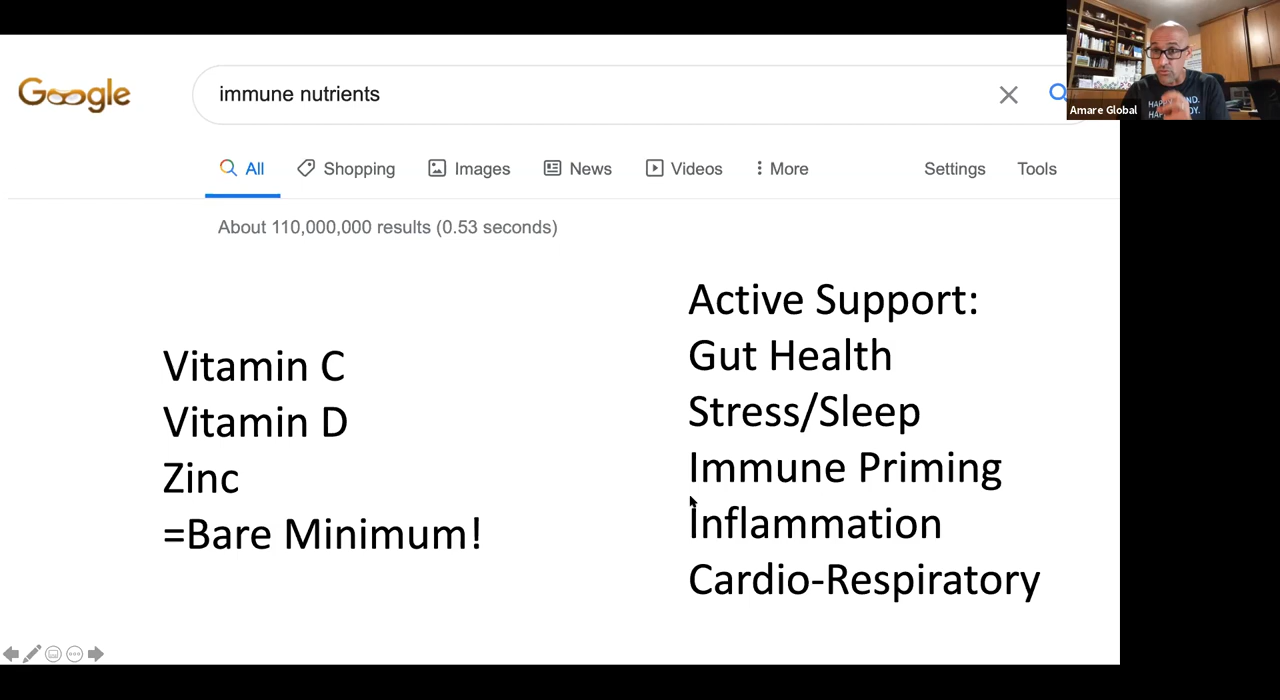 Google
immune nutrients
All
Shopping
Images
News
Videos
More
Settings
Tools
About 110,000,000 results (0.53 seconds)
Vitamin C
Vitamin D
Zinc
=Bare Minimum!
Active Support:
Gut Health
Stress/Sleep
Immune Priming
Inflammation
Cardio-Respiratory
Amare Global